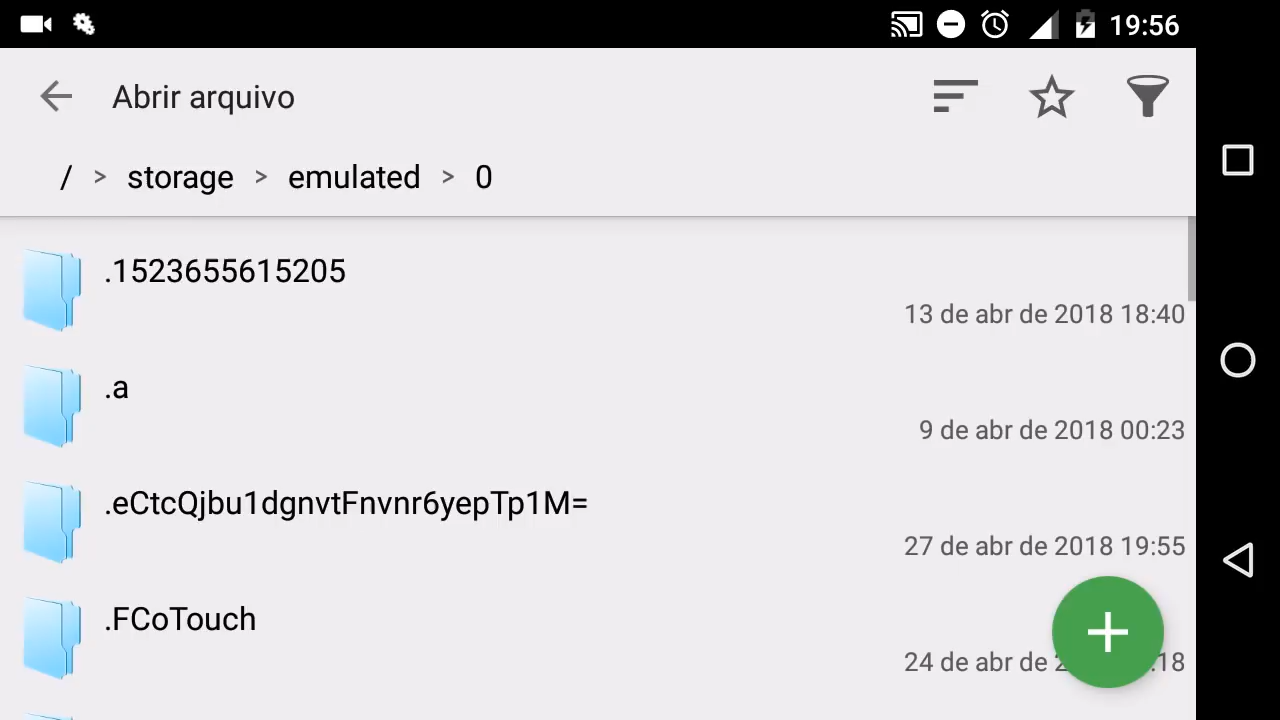 19:56
Abrir arquivo
/ > storage > emulated > 0
.1523655615205
13 de abr de 2018 18:40
.a
9 de abr de 2018 00:23
.eCtcQjbu1dgnvtFnvnr6yepTp1M=
27 de abr de 2018 19:55
.FCoTouch
24 de abr de 18